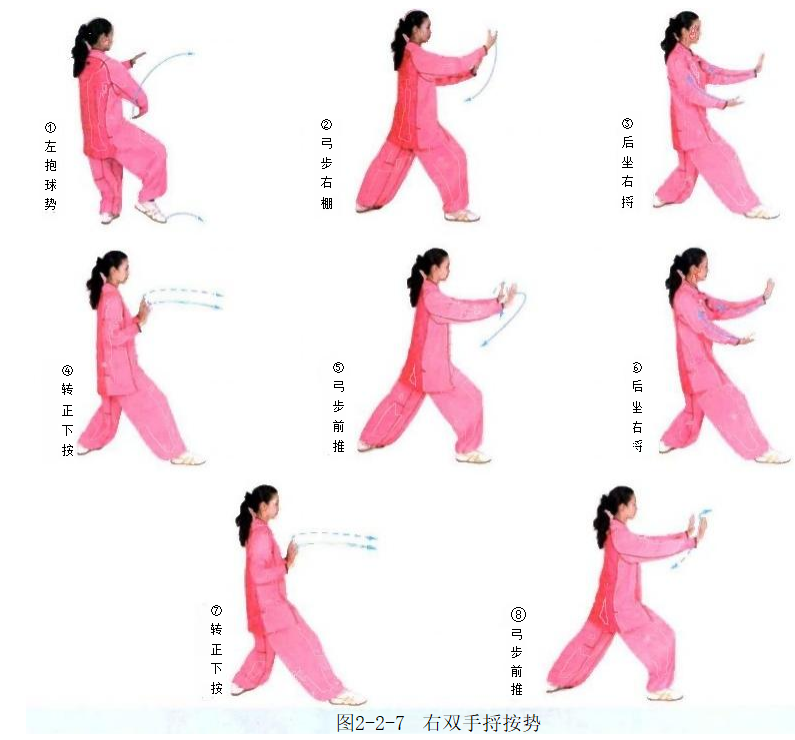 ①左抱球势
②弓步右棚
③后坐右捋
④转正下按
⑤弓步前推
⑥后坐右捋
⑦转正下按
⑧弓步前推
图2-2-7 右双手捋按势